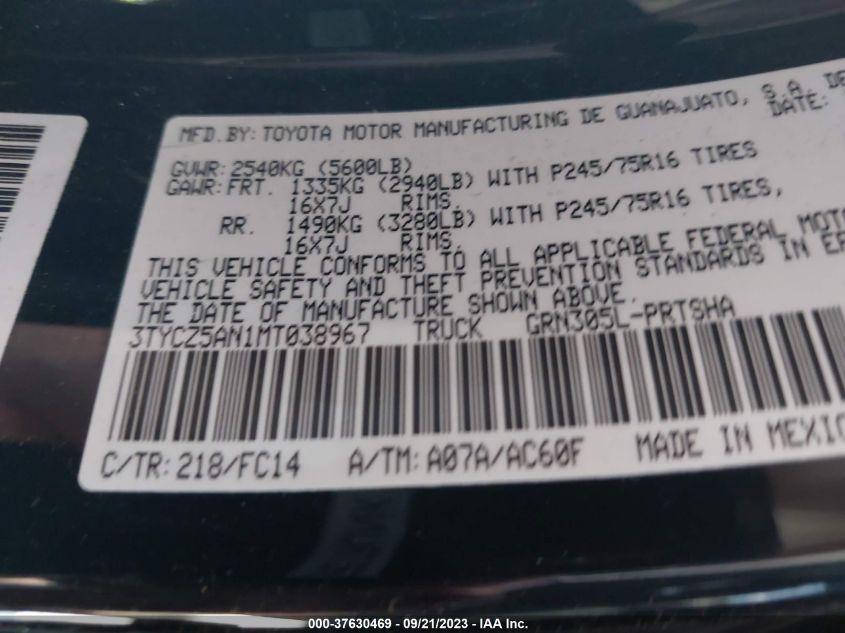 MFD.BY: TOYOTA MOTOR MANUFACTURING DE GUANAJUATO, S.A. DE
DATE:
GVWR: 2540KG (5600LB)
GAWR: FRT. 1335KG (2940LB) WITH P245/75R16 TIRES
16X7J RIMS.
RR. 1490KG (3280LB) WITH P245/75R16 TIRES,
16X7J RIMS.
THIS VEHICLE CONFORMS TO ALL APPLICABLE FEDERAL MOTO
VEHICLE SAFETY AND THEFT PREVENTION STANDARDS IN EF
THE DATE OF MANUFACTURE SHOWN ABOVE.
3TYCZ5AN1MT038967 TRUCK GRN305L-PRTSHA
C/TR: 218/FC14 A/TM: A07A/AC60F MADE IN MEXIC
000-37630469 - 09/21/2023 - IAA Inc.